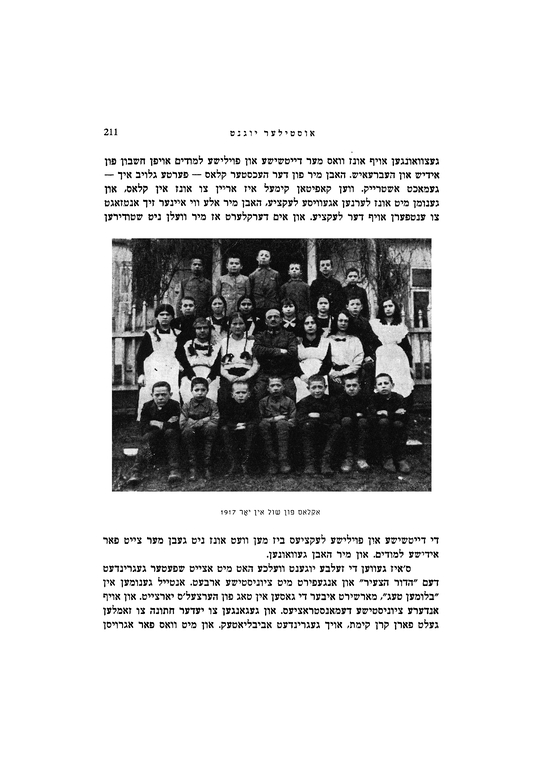 211
אוסטילער יוגנט
געצוואונגען אויף אונז וואס מער דייטשישע און פוילישע למודים אויפן חשבון פון
אידיש און העברעאיש. האבן מיר פון דער העכסטער קלאס — פערטע גלויב איך —
געמאכט אשטרייק. ווען קאפיטאן קימעל איז אריין צו אונז אין קלאס, און
גענומן מיט אונז לערנען אגעוויסע לעקציע, האבן מיר אלע ווי איינער זיך אנטזאגט
צו ענטפערן אויף דער לעקציע. און אים דערקלערט אז מיר וועלן ניט שטודירען
אקלאס פון שול אין יאָר 1917
די דייטשישע און פוילישע לעקציעס ביז מען וועט אונז ניט געבן מער צייט פאר
אידישע למודים. און מיר האבן געוואונען.
ס׳איז געווען די זעלבע יוגענט וועלכע האט מיט אצייט שפעטער געגרינדעט
דעם "הדור הצעיר" און אנגעפירט מיט ציוניסטישע ארבעט. אנטייל גענומען אין
"בלומען טעג", מארשירט איבער די גאסען אין טאג פון הערצעל׳ס יארצייט. און אויף
אנדערע ציוניסטישע דעמאנסטראציעס. און געגאנגען צו יעדער חתונה צו זאמלען
געלט פארן קרן קימת, אויך געגרינדעט אביבליאטעק. און מיט וואס פאר אגרויסן